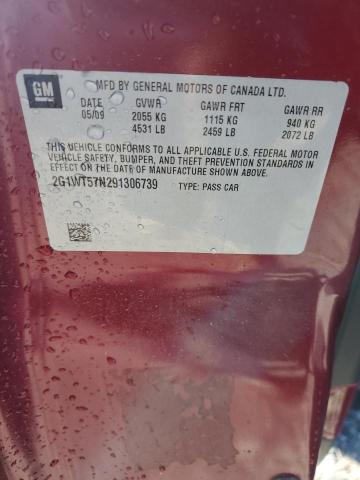 GM
MFD BY GENERAL MOTORS OF CANADA LTD.
DATE GVWR GAWR FRT GAWR RR
05/09 2055 KG 1115 KG 940 KG
4531 LB 2459 LB 2072 LB
THIS VEHICLE CONFORMS TO ALL APPLICABLE U.S. FEDERAL MOTOR
VEHICLE SAFETY, BUMPER, AND THEFT PREVENTION STANDARDS IN
EFFECT ON THE DATE OF MANUFACTURE SHOWN ABOVE.
2G1WT57N291306739 TYPE: PASS CAR